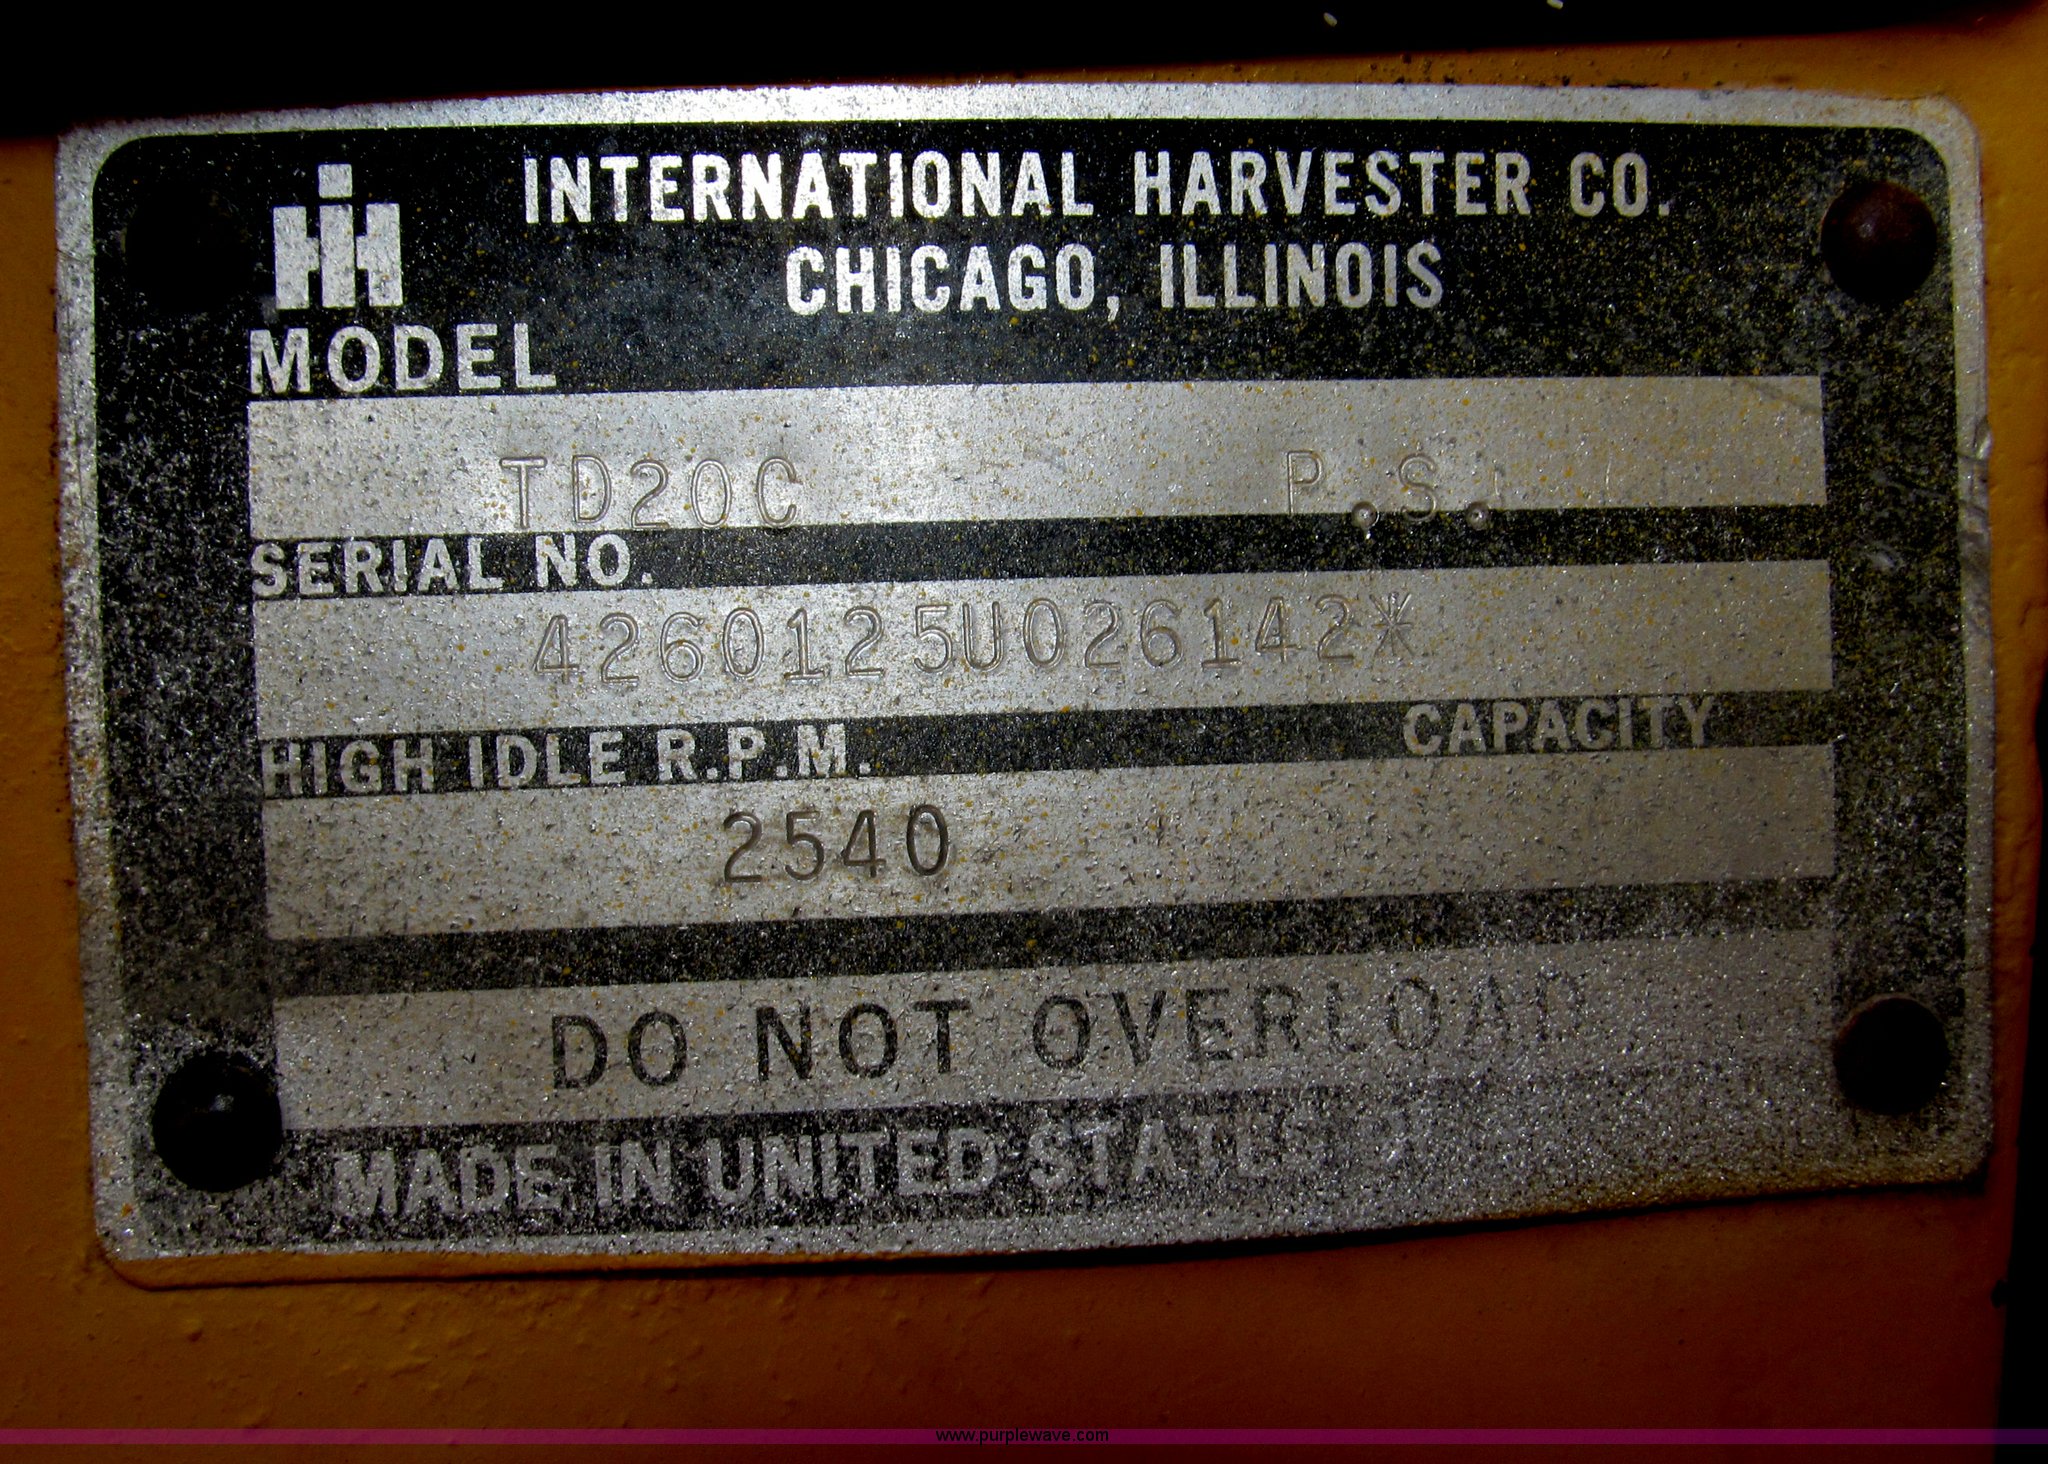 IH
INTERNATIONAL HARVESTER CO.
CHICAGO, ILLINOIS
MODEL
TD20C P.S.
SERIAL NO.
4260125U026142*
HIGH IDLE R.P.M. CAPACITY
2540
DO NOT OVERLOAD
MADE IN UNITED STATES
www.purplewave.com